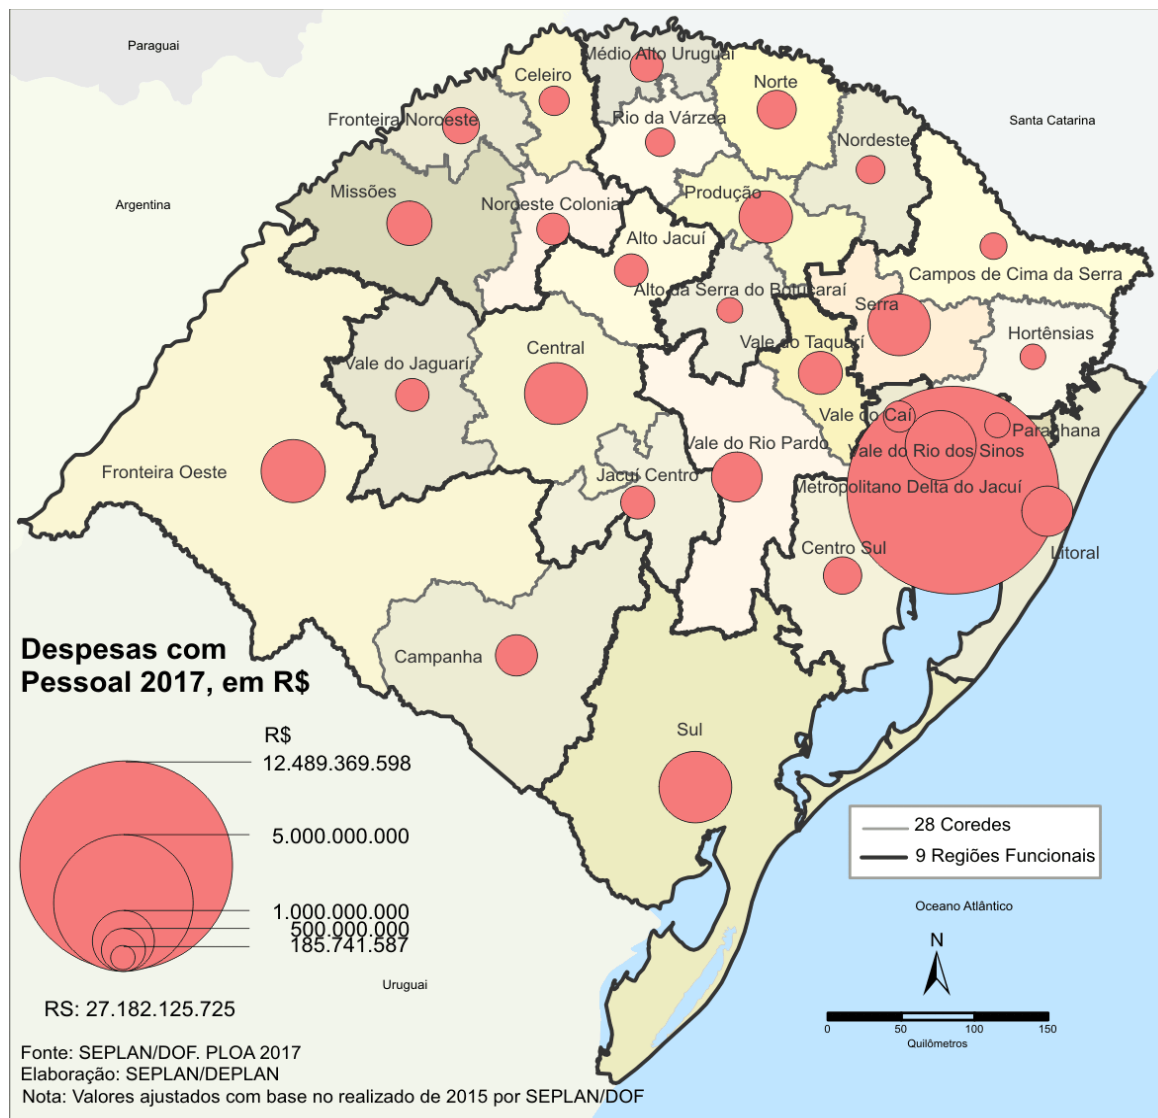 Paraguai
Médio Alto Uruguai
Celeiro
Norte
Fronteira Noroeste
Rio da Várzea
Santa Catarina
Nordeste
Missões
Produção
Argentina
Noroeste Colonial
Alto Jacuí
Campos de Cima da Serra
Alto da Serra do Botucaraí
Serra
Hortênsias
Vale do Taquarí
Central
Vale do Jaguarí
Vale do Caí
Paranhana
Vale do Rio Pardo
Vale do Rio dos Sinos
Fronteira Oeste
Jacuí Centro
Metropolitano Delta do Jacuí
Centro Sul
Litoral
Despesas com
Pessoal 2017, em R$
Campanha
Sul
R$
12.489.369.598
5.000.000.000
1.000.000.000
500.000.000
185.741.587
RS: 27.182.125.725
28 Coredes
9 Regiões Funcionais
Oceano Atlântico
N
Uruguai
0 50 100 150
Quilômetros
Fonte: SEPLAN/DOF. PLOA 2017
Elaboração: SEPLAN/DEPLAN
Nota: Valores ajustados com base no realizado de 2015 por SEPLAN/DOF